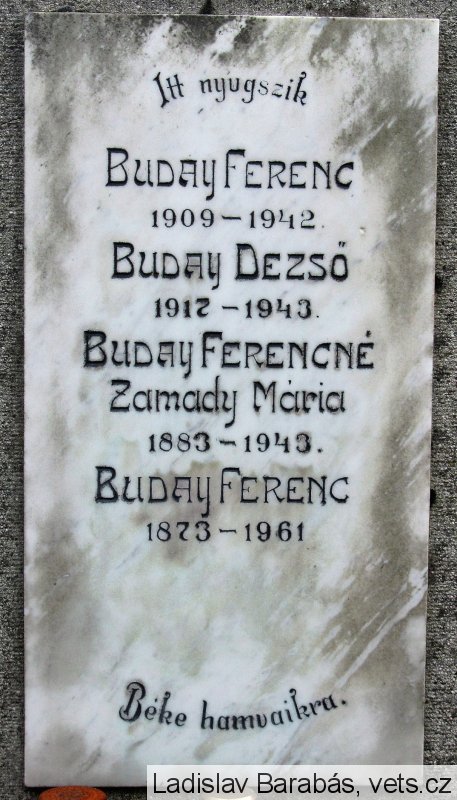 Itt nyugszik
BUDAY FERENC
1909 – 1942.
BUDAY DEZSŐ
1917 – 1943.
BUDAY FERENCNÉ
Zamady Mária
1883 – 1943.
BUDAY FERENC
1873 – 1961
Béke hamvaikra.
Ladislav Barabás, vets.cz